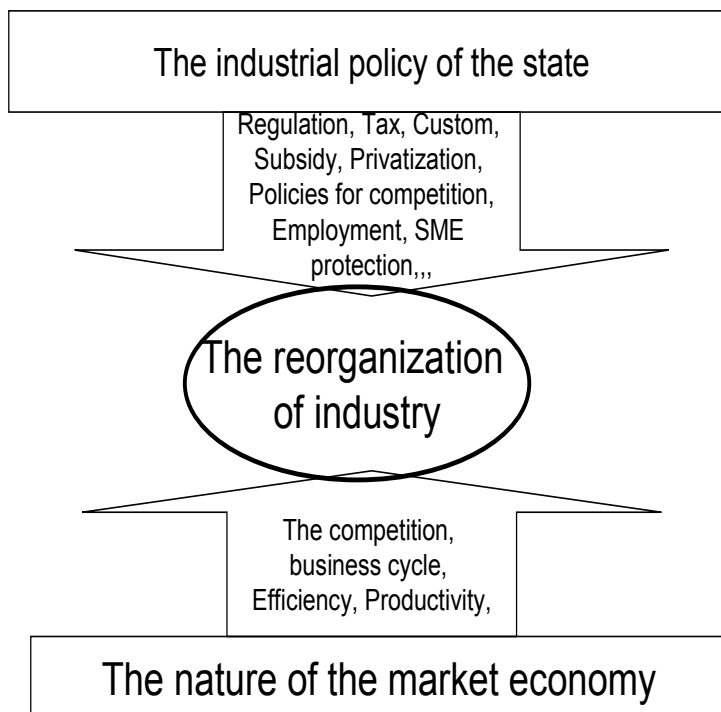 The industrial policy of the state
Regulation, Tax, Custom,
Subsidy, Privatization,
Policies for competition,
Employment, SME
protection,,,
The reorganization
of industry
The competition,
business cycle,
Efficiency, Productivity,
The nature of the market economy